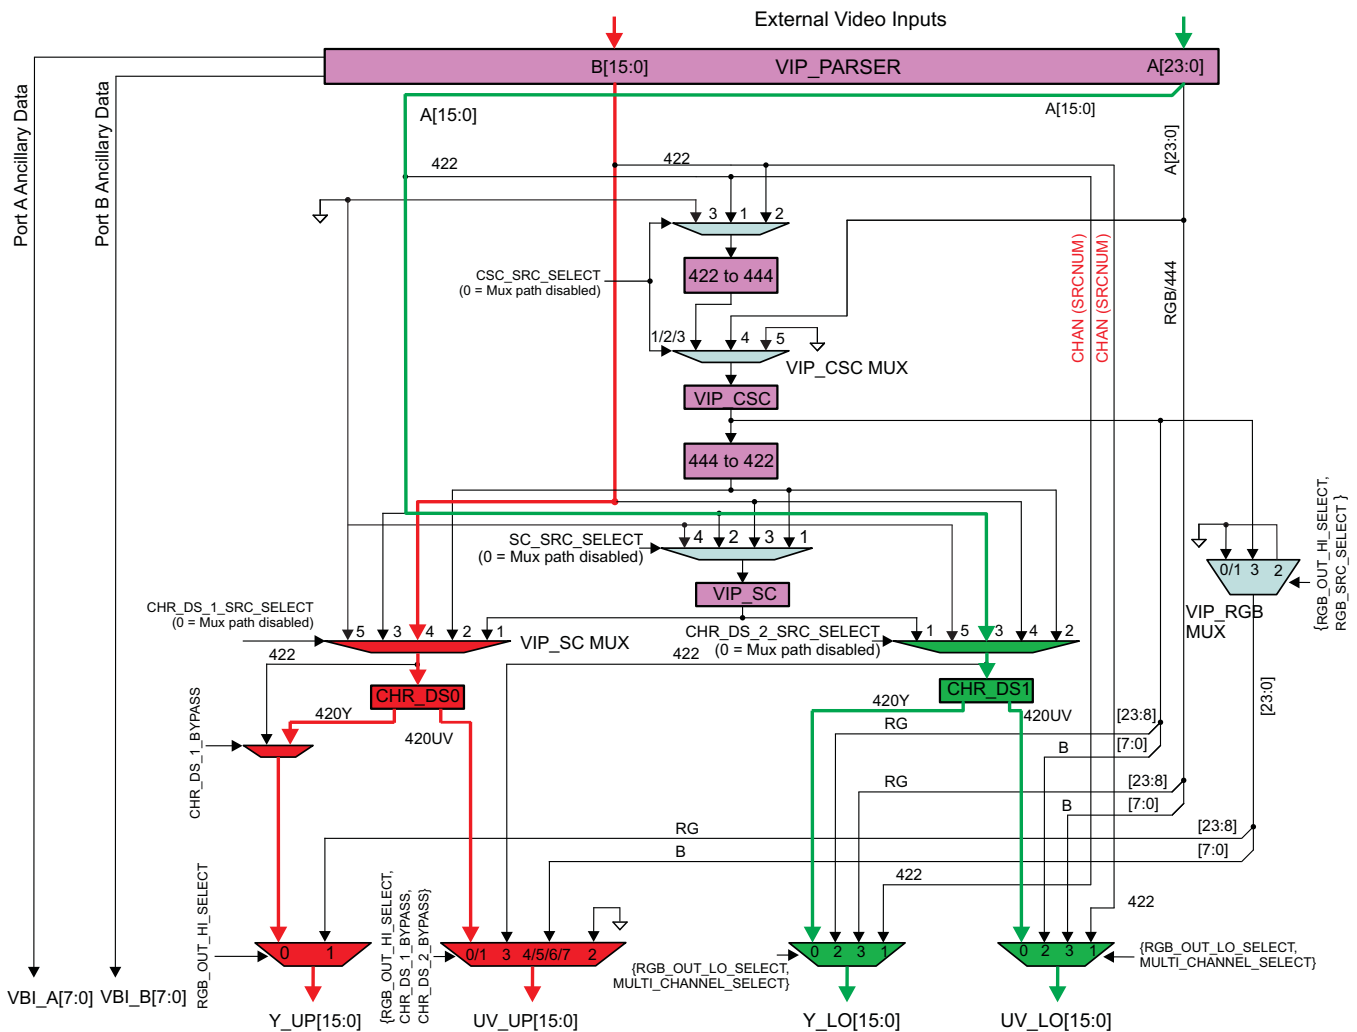 External Video Inputs
B[15:0]
VIP_PARSER
A[23:0]
A[15:0]
A[15:0]
Port A Ancillary Data
Port B Ancillary Data
A[23:0]
422
422
3 1 2
CSC_SRC_SELECT
(0 = Mux path disabled)
422 to 444
CHAN (SRCNUM)
CHAN (SRCNUM)
RGB/444
1/2/3 4 5
VIP_CSC MUX
VIP_CSC
444 to 422
SC_SRC_SELECT
(0 = Mux path disabled)
4 2 3 1
{RGB_OUT_HI_SELECT,
RGB_SRC_SELECT }
0/1 3 2
VIP_RGB
MUX
VIP_SC
CHR_DS_1_SRC_SELECT
(0 = Mux path disabled)
5 3 4 2 1
VIP_SC MUX
CHR_DS_2_SRC_SELECT
(0 = Mux path disabled)
1 5 3 4 2
422
422
CHR_DS0
CHR_DS1
[23:0]
CHR_DS_1_BYPASS
420Y
420UV
420Y
420UV
RG
[23:8]
B
[7:0]
RG
[23:8]
B
[7:0]
RG
[23:8]
B
[7:0]
422
422
RGB_OUT_HI_SELECT
0 1
{RGB_OUT_HI_SELECT,
CHR_DS_1_BYPASS,
CHR_DS_2_BYPASS}
0/1 3 4/5/6/7 2
0 2 3 1
0 2 3 1
{RGB_OUT_LO_SELECT,
MULTI_CHANNEL_SELECT}
{RGB_OUT_LO_SELECT,
MULTI_CHANNEL_SELECT}
VBI_A[7:0]
VBI_B[7:0]
Y_UP[15:0]
UV_UP[15:0]
Y_LO[15:0]
UV_LO[15:0]